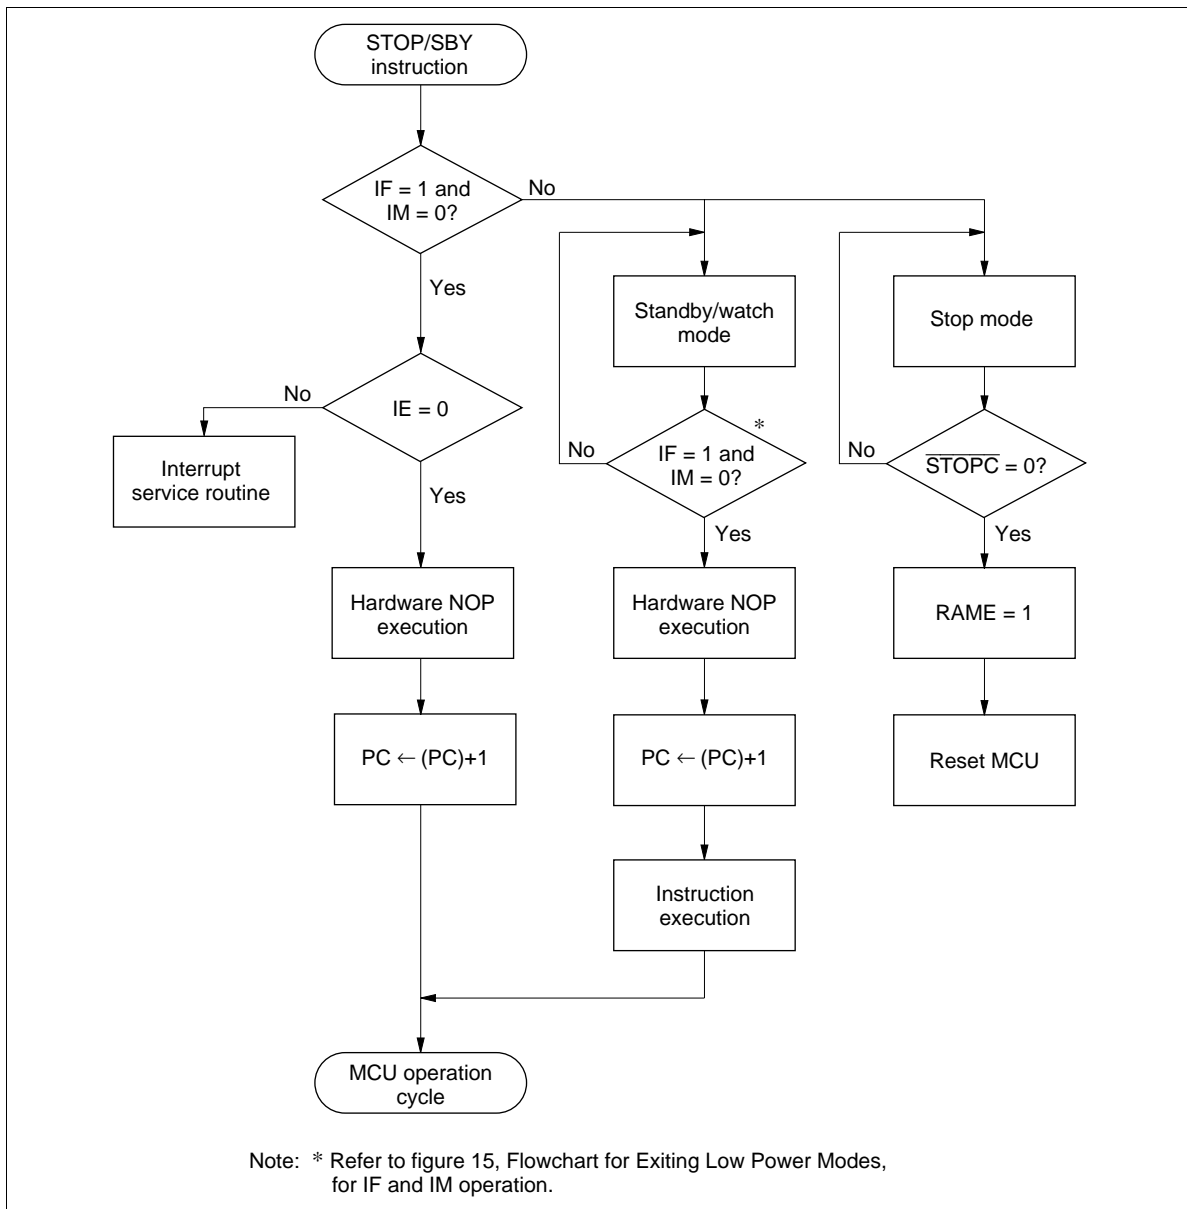 STOP/SBY
instruction
IF = 1 and
IM = 0?
No
Yes
IE = 0
No
Yes
Interrupt
service routine
Hardware NOP
execution
PC ← (PC)+1
Standby/watch
mode
*
IF = 1 and
IM = 0?
No
Yes
Hardware NOP
execution
PC ← (PC)+1
Instruction
execution
Stop mode
S̅T̅O̅P̅C̅ = 0?
No
Yes
RAME = 1
Reset MCU
MCU operation
cycle
Note: * Refer to figure 15, Flowchart for Exiting Low Power Modes,
for IF and IM operation.